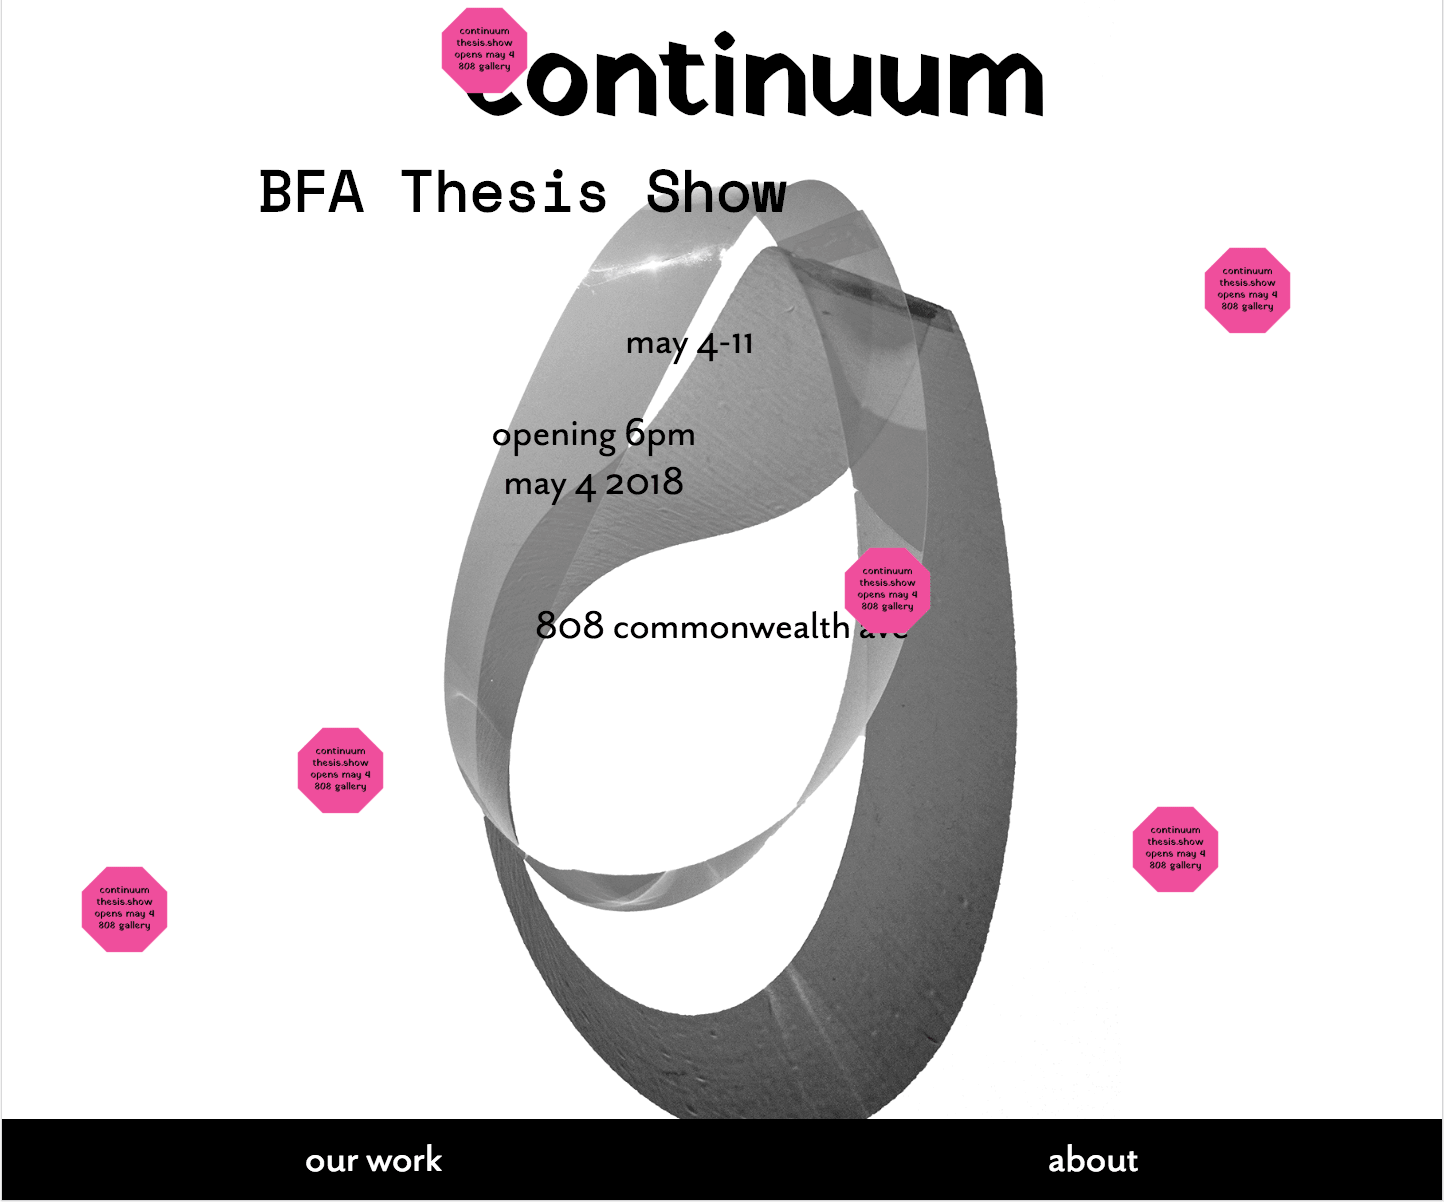 continuum
thesis.show
opens may 4
808 gallery
continuum
BFA Thesis Show
continuum
thesis.show
opens may 4
808 gallery
may 4-11
opening 6pm
may 4 2018
continuum
thesis.show
opens may 4
808 gallery
808 commonwealth ave
continuum
thesis.show
opens may 4
808 gallery
continuum
thesis.show
opens may 4
808 gallery
continuum
thesis.show
opens may 4
808 gallery
our work
about